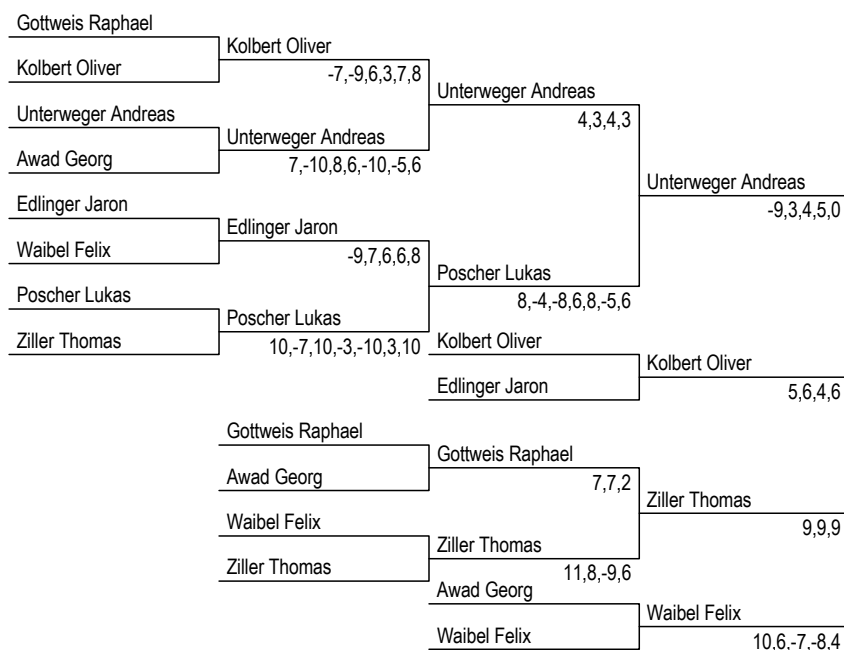 Gottweis Raphael
Kolbert Oliver
Kolbert Oliver
-7,-9,6,3,7,8
Unterweger Andreas
Unterweger Andreas
4,3,4,3
Unterweger Andreas
Awad Georg
7,-10,8,6,-10,-5,6
Unterweger Andreas
-9,3,4,5,0
Edlinger Jaron
Edlinger Jaron
Waibel Felix
-9,7,6,6,8
Poscher Lukas
8,-4,-8,6,8,-5,6
Poscher Lukas
Poscher Lukas
Ziller Thomas
10,-7,10,-3,-10,3,10
Kolbert Oliver
Kolbert Oliver
Edlinger Jaron
5,6,4,6
Gottweis Raphael
Gottweis Raphael
Awad Georg
7,7,2
Ziller Thomas
9,9,9
Waibel Felix
Ziller Thomas
Ziller Thomas
11,8,-9,6
Awad Georg
Waibel Felix
Waibel Felix
10,6,-7,-8,4